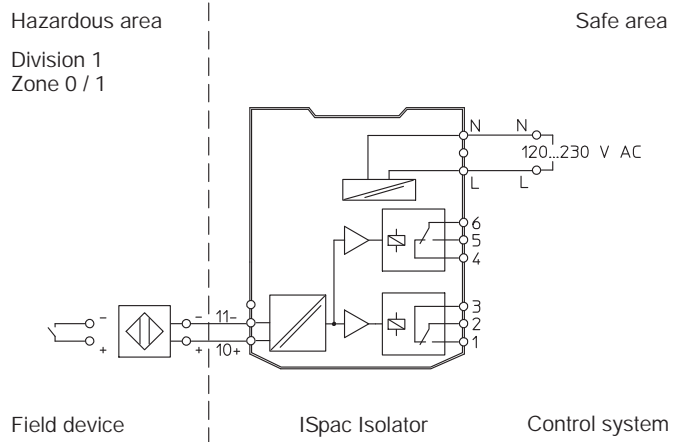 Hazardous area
Safe area
Division 1
Zone 0 / 1
N N
120...230 V AC
L L
6
5
4
3
2
1
- - 11-
+ + 10+
Field device
ISpac Isolator
Control system